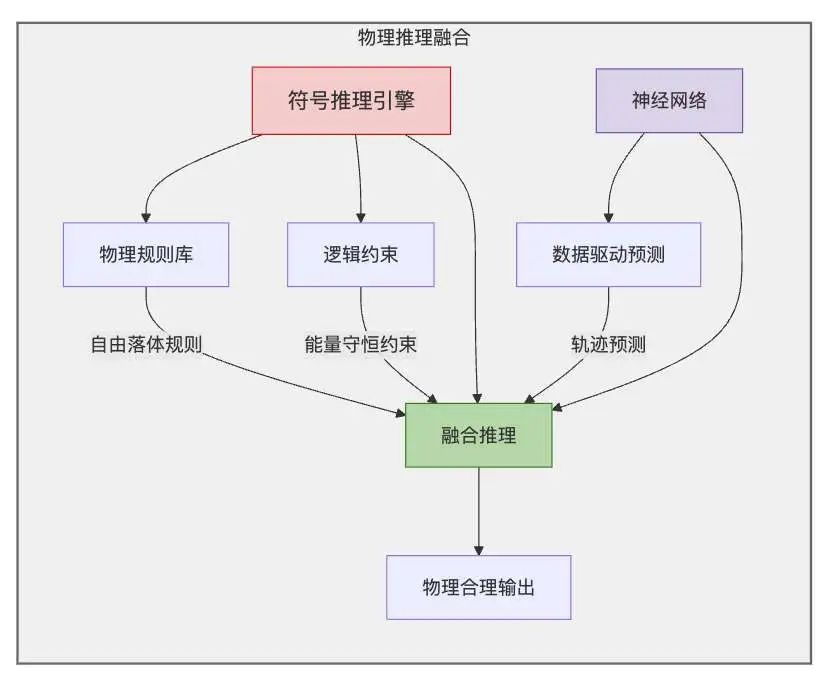 物理推理融合
符号推理引擎
神经网络
物理规则库
逻辑约束
数据驱动预测
自由落体规则
能量守恒约束
轨迹预测
融合推理
物理合理输出